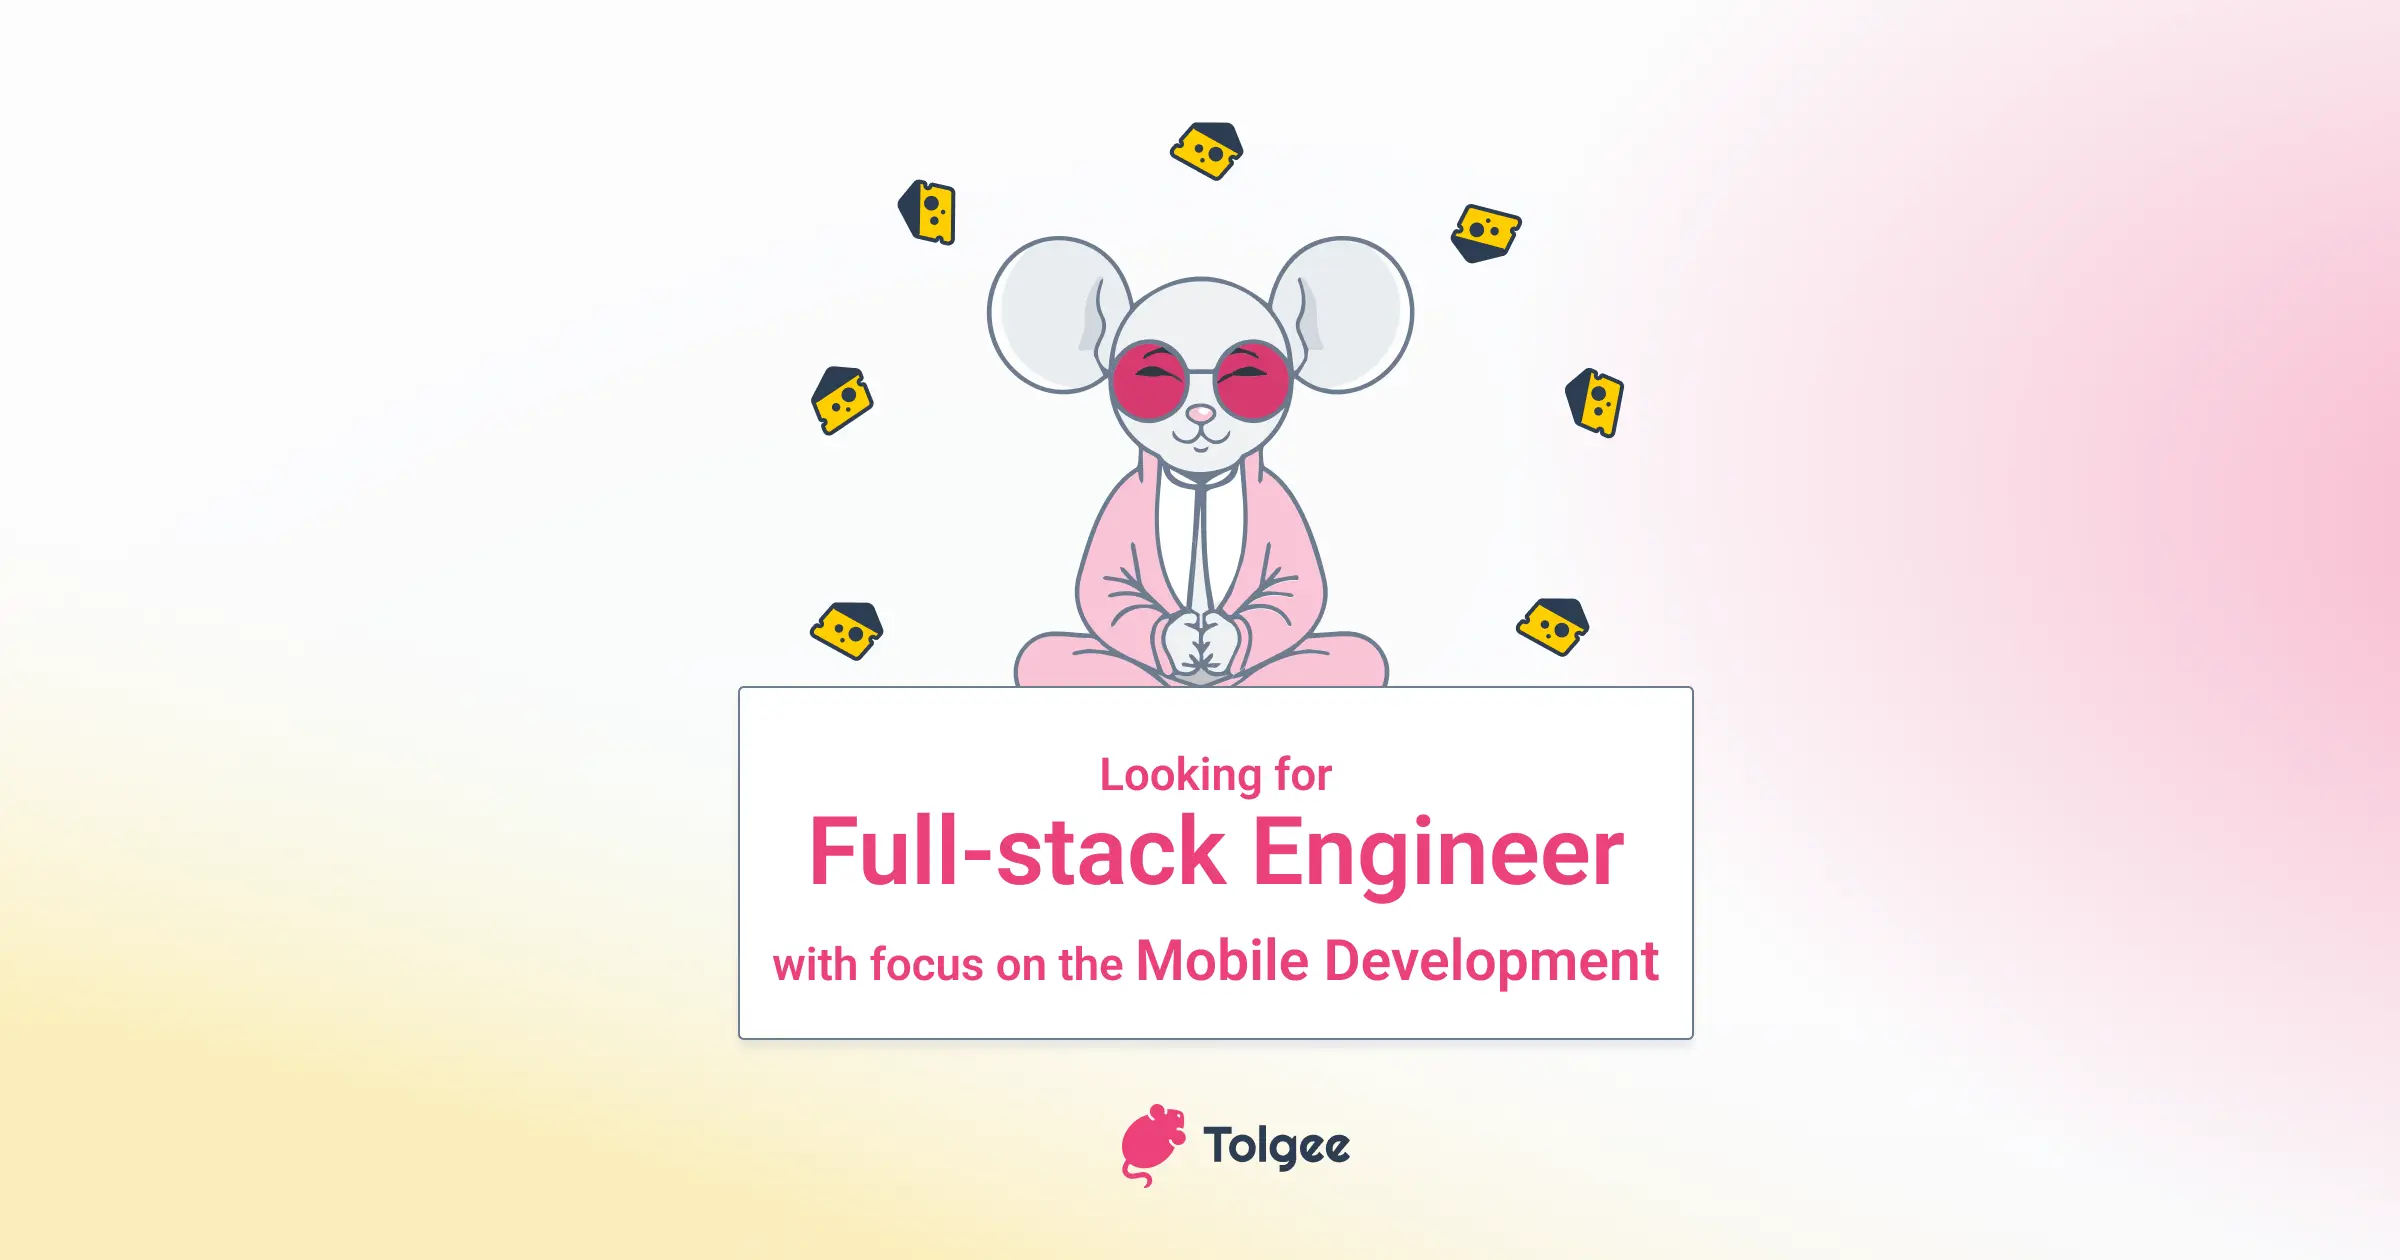 Looking for
Full-stack Engineer
with focus on the Mobile Development
Tolgee